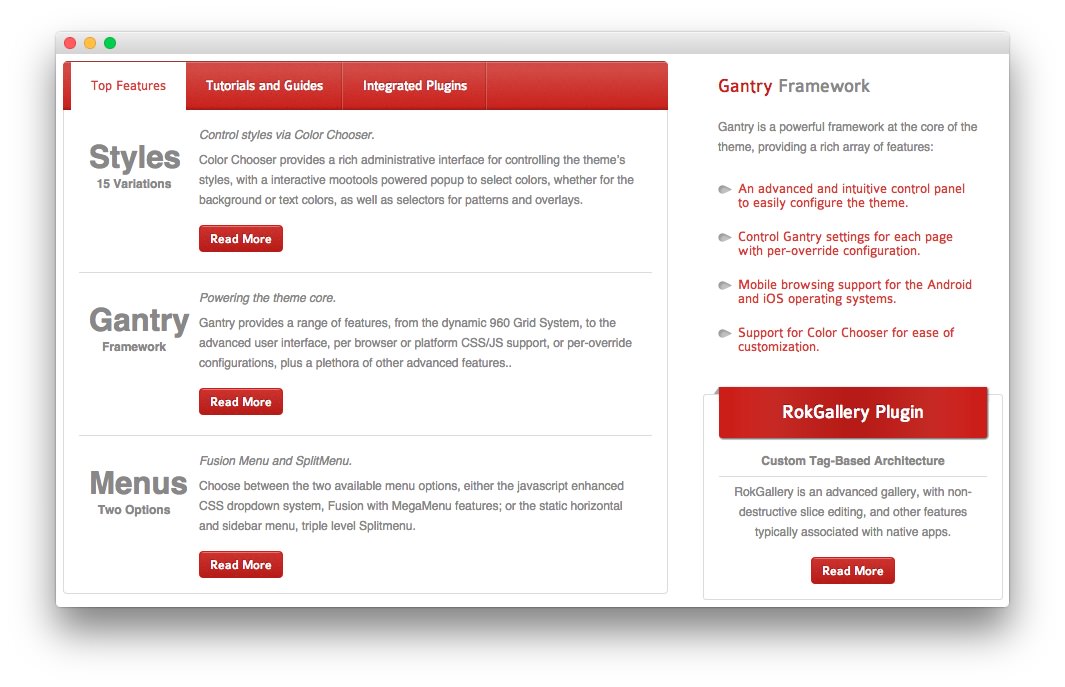 Top Features
Tutorials and Guides
Integrated Plugins
Styles
15 Variations
Control styles via Color Chooser.
Color Chooser provides a rich administrative interface for controlling the theme's
styles, with a interactive mootools powered popup to select colors, whether for the
background or text colors, as well as selectors for patterns and overlays.
Read More
Gantry
Framework
Powering the theme core.
Gantry provides a range of features, from the dynamic 960 Grid System, to the
advanced user interface, per browser or platform CSS/JS support, or per-override
configurations, plus a plethora of other advanced features..
Read More
Menus
Two Options
Fusion Menu and SplitMenu.
Choose between the two available menu options, either the javascript enhanced
CSS dropdown system, Fusion with MegaMenu features; or the static horizontal
and sidebar menu, triple level Splitmenu.
Read More
Gantry Framework
Gantry is a powerful framework at the core of the
theme, providing a rich array of features:
An advanced and intuitive control panel
to easily configure the theme.
Control Gantry settings for each page
with per-override configuration.
Mobile browsing support for the Android
and iOS operating systems.
Support for Color Chooser for ease of
customization.
RokGallery Plugin
Custom Tag-Based Architecture
RokGallery is an advanced gallery, with non-
destructive slice editing, and other features
typically associated with native apps.
Read More